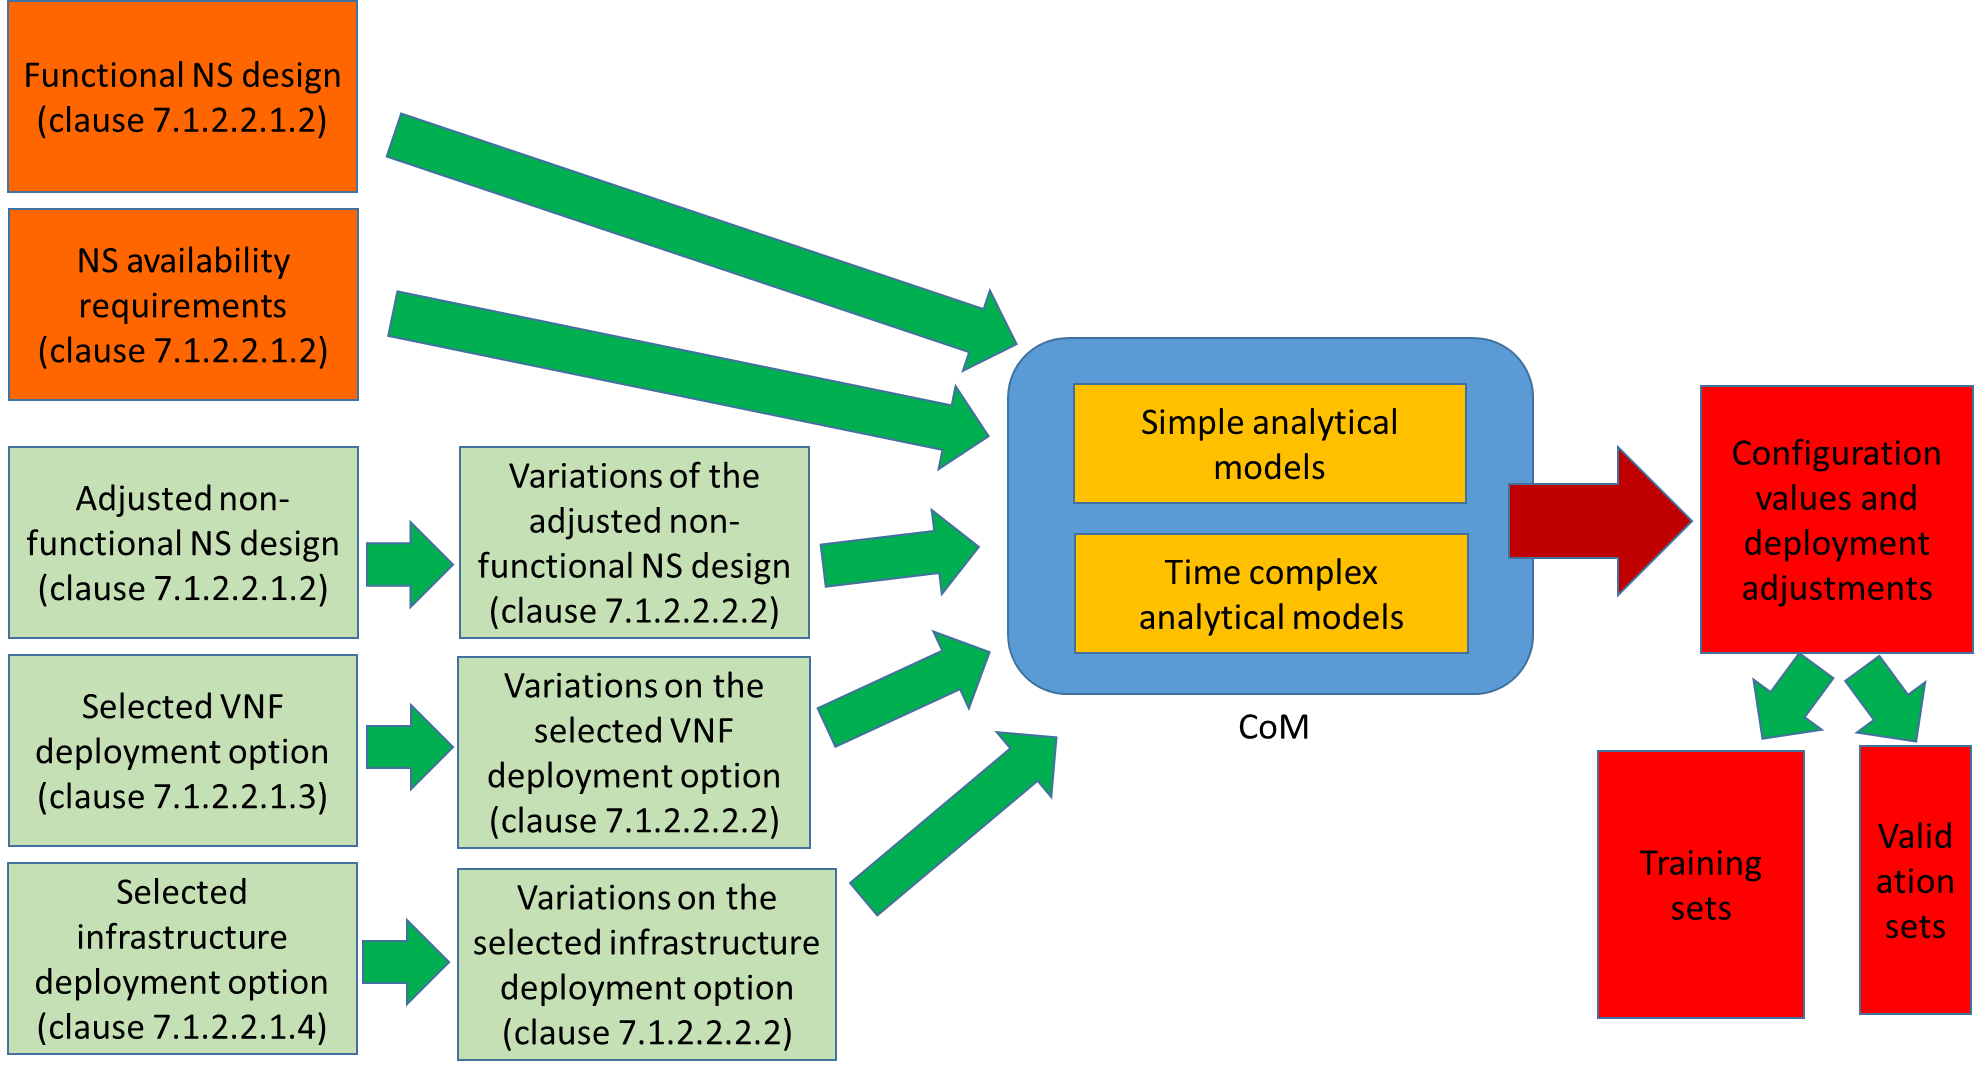 Functional NS design
(clause 7.1.2.2.1.2)
NS availability
requirements
(clause 7.1.2.2.1.2)
Adjusted non-
functional NS design
(clause 7.1.2.2.1.2)
Variations of the
adjusted non-
functional NS design
(clause 7.1.2.2.2.2)
Selected VNF
deployment option
(clause 7.1.2.2.1.3)
Variations on the
selected VNF
deployment option
(clause 7.1.2.2.2.2)
Selected
infrastructure
deployment option
(clause 7.1.2.2.1.4)
Variations on the
selected infrastructure
deployment option
(clause 7.1.2.2.2.2)
Simple analytical
models
Time complex
analytical models
CoM
Configuration
values and
deployment
adjustments
Training
sets
Valid
ation
sets